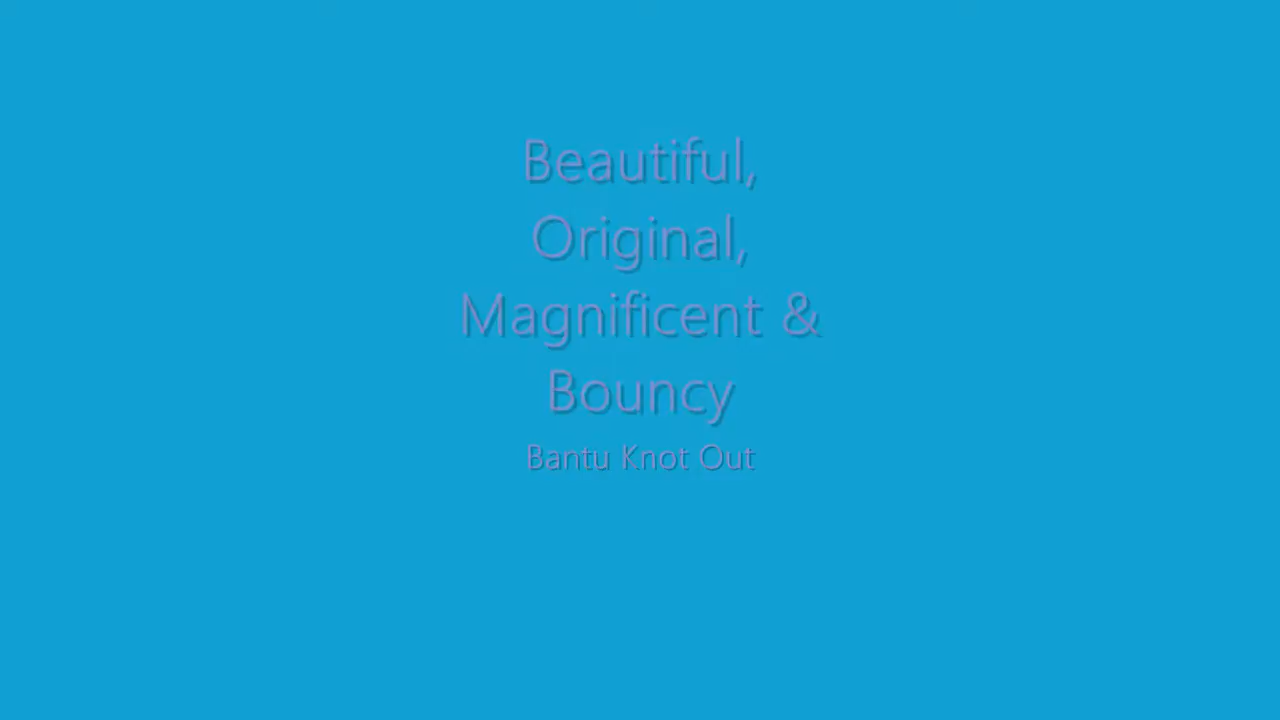 Beautiful,
Original,
Magnificent &
Bouncy
Bantu Knot Out